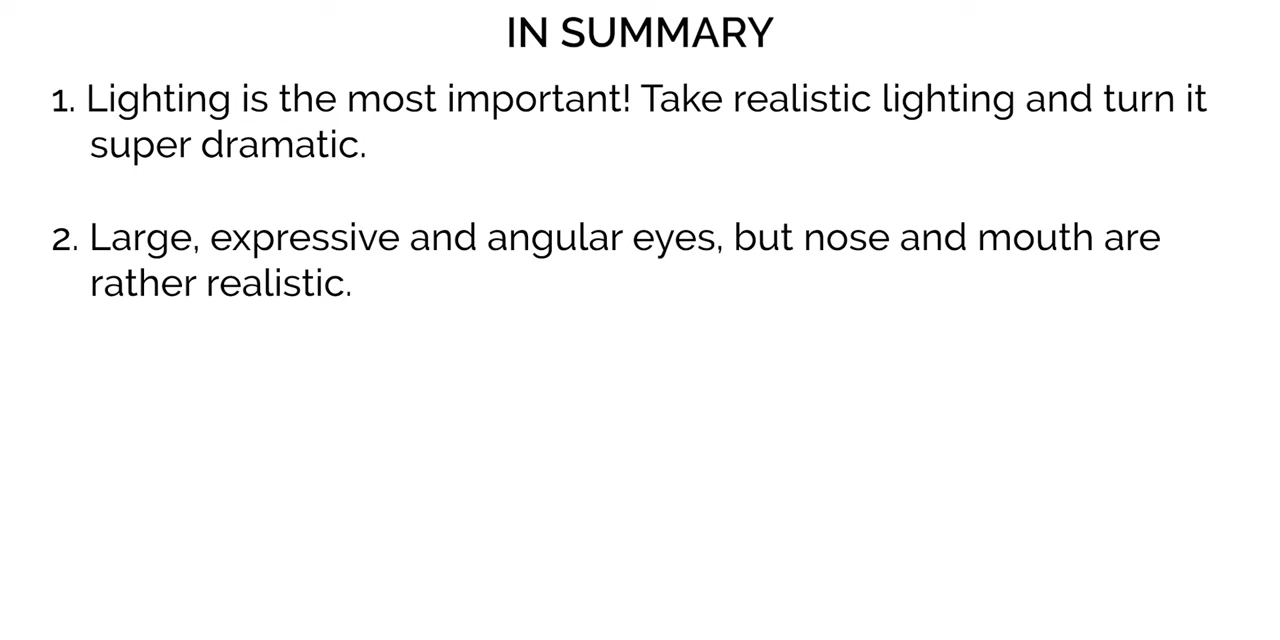 IN SUMMARY
1. Lighting is the most important! Take realistic lighting and turn it
super dramatic.
2. Large, expressive and angular eyes, but nose and mouth are
rather realistic.